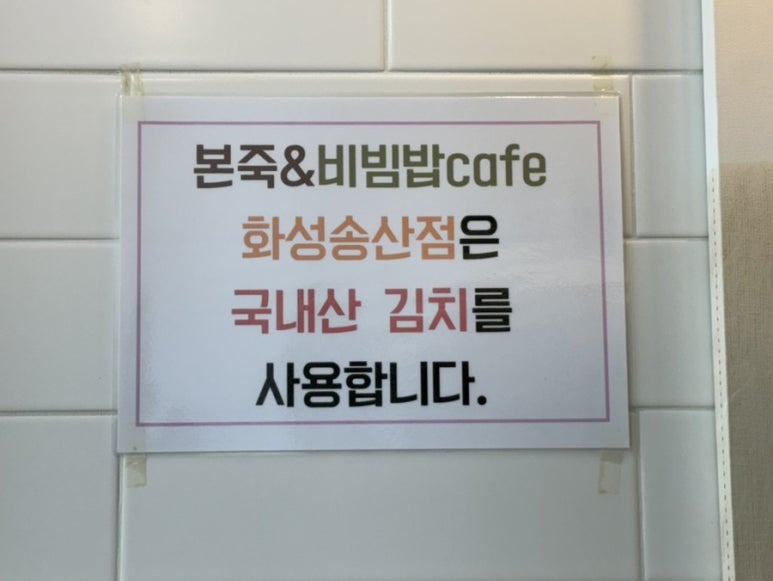 본죽&비빔밥cafe
화성송산점은
국내산 김치를
사용합니다.